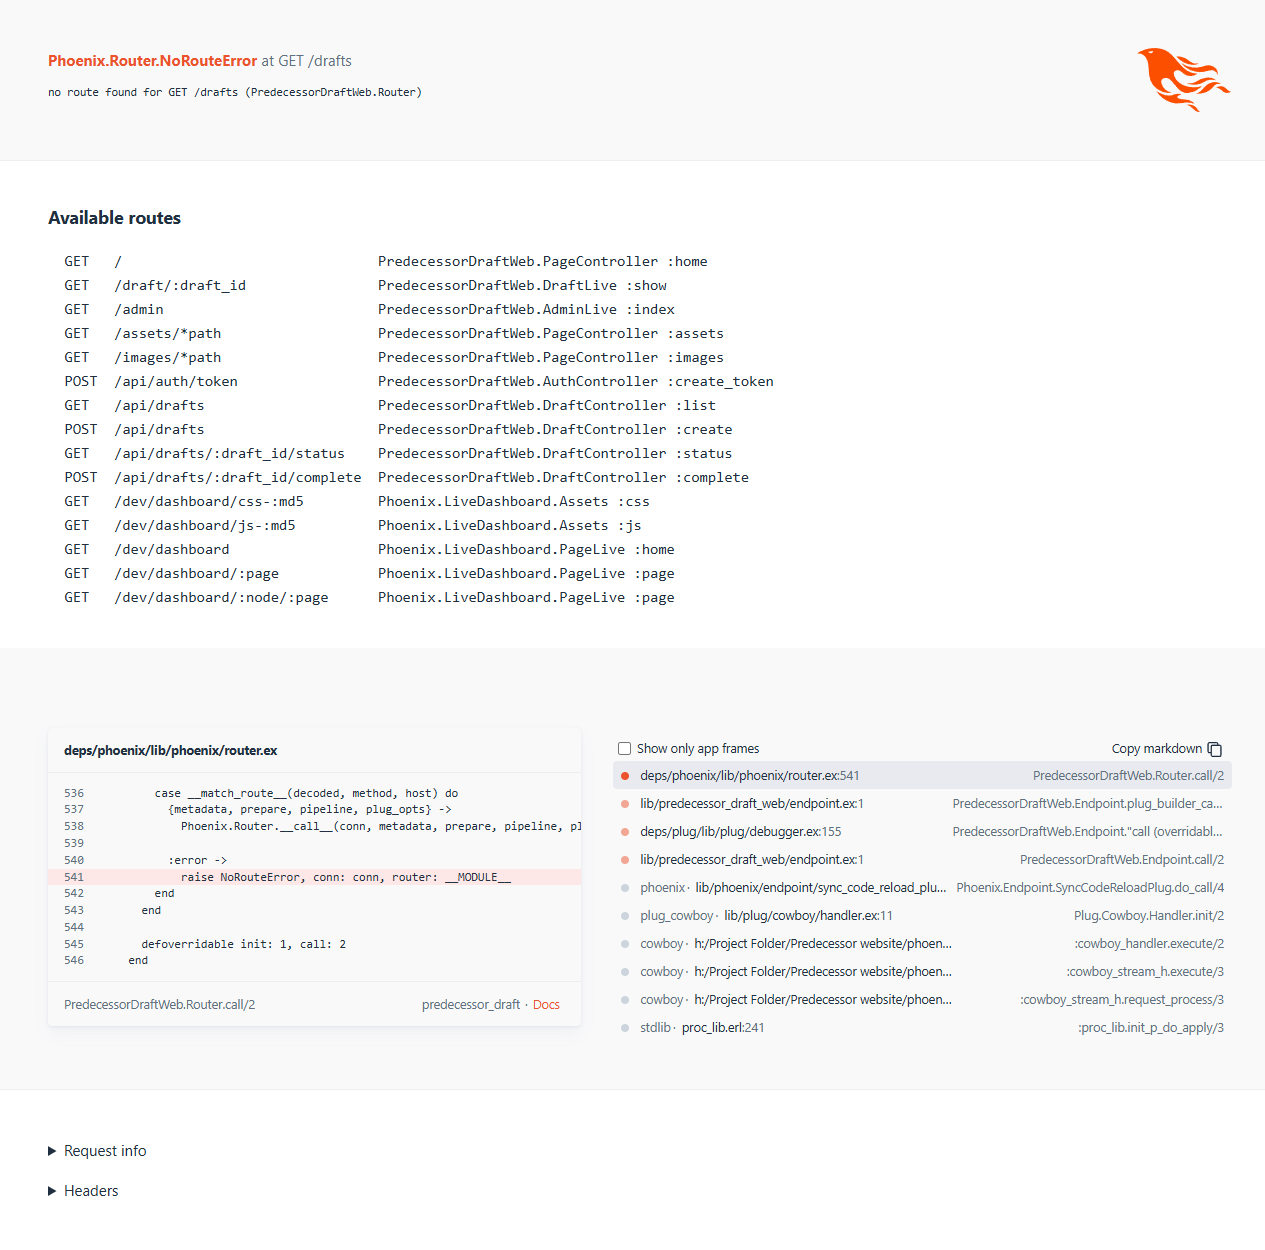 Phoenix.Router.NoRouteError at GET /drafts
no route found for GET /drafts (PredecessorDraftWeb.Router)
Available routes
GET / PredecessorDraftWeb.PageController :home
GET /draft/:draft_id PredecessorDraftWeb.DraftLive :show
GET /admin PredecessorDraftWeb.AdminLive :index
GET /assets/*path PredecessorDraftWeb.PageController :assets
GET /images/*path PredecessorDraftWeb.PageController :images
POST /api/auth/token PredecessorDraftWeb.AuthController :create_token
GET /api/drafts PredecessorDraftWeb.DraftController :list
POST /api/drafts PredecessorDraftWeb.DraftController :create
GET /api/drafts/:draft_id/status PredecessorDraftWeb.DraftController :status
POST /api/drafts/:draft_id/complete PredecessorDraftWeb.DraftController :complete
GET /dev/dashboard/css-:md5 Phoenix.LiveDashboard.Assets :css
GET /dev/dashboard/js-:md5 Phoenix.LiveDashboard.Assets :js
GET /dev/dashboard Phoenix.LiveDashboard.PageLive :home
GET /dev/dashboard/:page Phoenix.LiveDashboard.PageLive :page
GET /dev/dashboard/:node/:page Phoenix.LiveDashboard.PageLive :page
deps/phoenix/lib/phoenix/router.ex
536 case __match_route__(decoded, method, host) do
537 {metadata, prepare, pipeline, plug_opts} ->
538 Phoenix.Router.__call__(conn, metadata, prepare, pipeline, pl
539
540 :error ->
541 raise NoRouteError, conn: conn, router: __MODULE__
542 end
543 end
544
545 defoverridable init: 1, call: 2
546 end
PredecessorDraftWeb.Router.call/2 predecessor_draft · Docs
Show only app frames Copy markdown
deps/phoenix/lib/phoenix/router.ex:541 PredecessorDraftWeb.Router.call/2
lib/predecessor_draft_web/endpoint.ex:1 PredecessorDraftWeb.Endpoint.plug_builder_ca...
deps/plug/lib/plug/debugger.ex:155 PredecessorDraftWeb.Endpoint."call (overridabl...
lib/predecessor_draft_web/endpoint.ex:1 PredecessorDraftWeb.Endpoint.call/2
phoenix · lib/phoenix/endpoint/sync_code_reload_plu... Phoenix.Endpoint.SyncCodeReloadPlug.do_call/4
plug_cowboy · lib/plug/cowboy/handler.ex:11 Plug.Cowboy.Handler.init/2
cowboy · h:/Project Folder/Predecessor website/phoen... :cowboy_handler.execute/2
cowboy · h:/Project Folder/Predecessor website/phoen... :cowboy_stream_h.execute/3
cowboy · h:/Project Folder/Predecessor website/phoen... :cowboy_stream_h.request_process/3
stdlib · proc_lib.erl:241 :proc_lib.init_p_do_apply/3
Request info
Headers